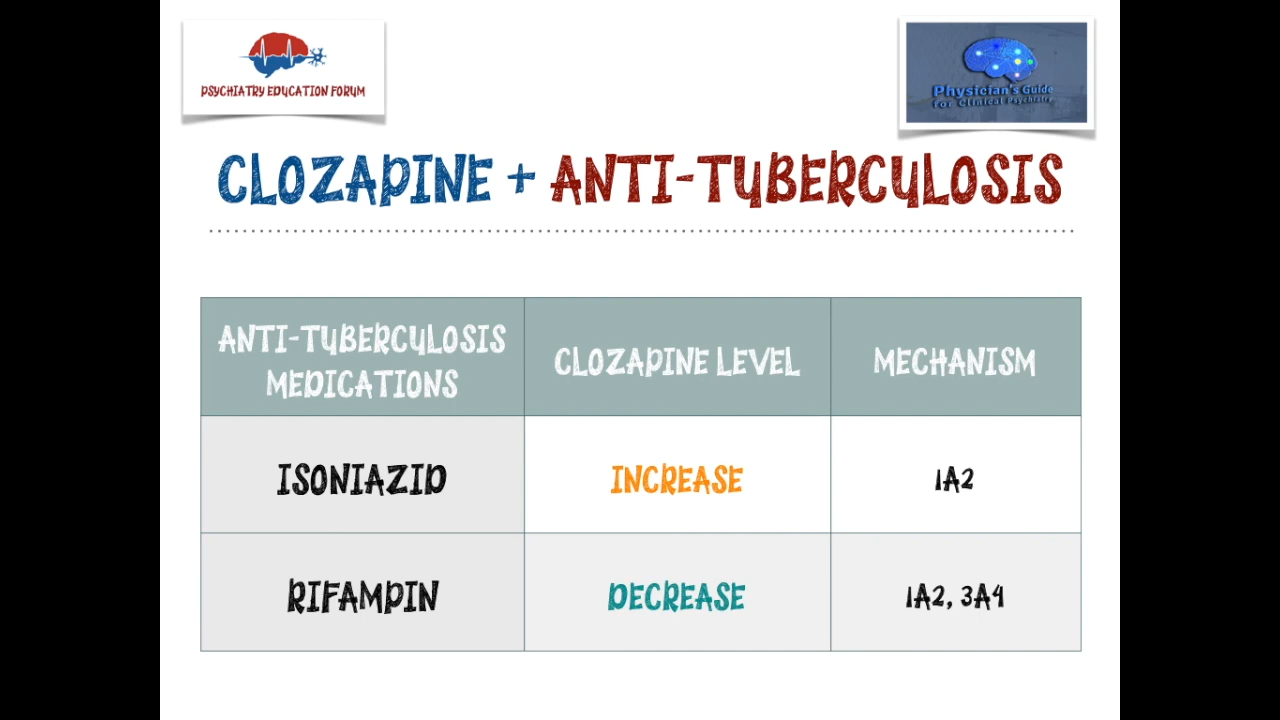 PSYCHIATRY EDUCATION FORUM
Physician's Guide
for Clinical Psychiatry
CLOZAPINE + ANTI-TUBERCULOSIS
ANTI-TUBERCULOSIS
MEDICATIONS
CLOZAPINE LEVEL
MECHANISM
ISONIAZID
INCREASE
1A2
RIFAMPIN
DECREASE
1A2, 3A4